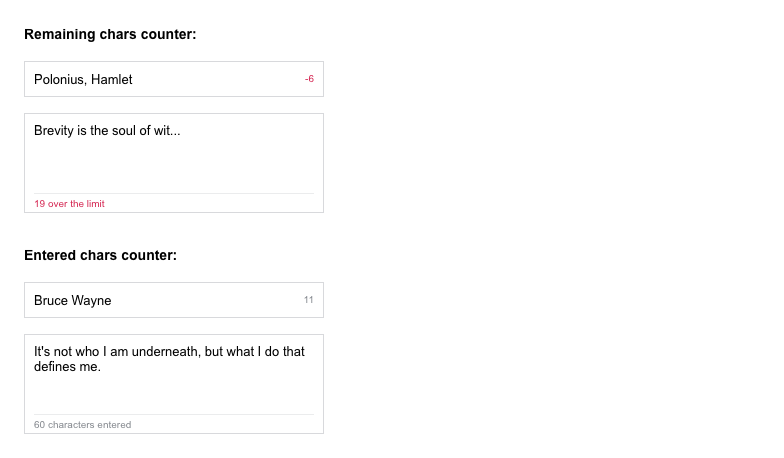 Remaining chars counter:
Polonius, Hamlet -6
Brevity is the soul of wit...
19 over the limit
Entered chars counter:
Bruce Wayne 11
It's not who I am underneath, but what I do that
defines me.
60 characters entered